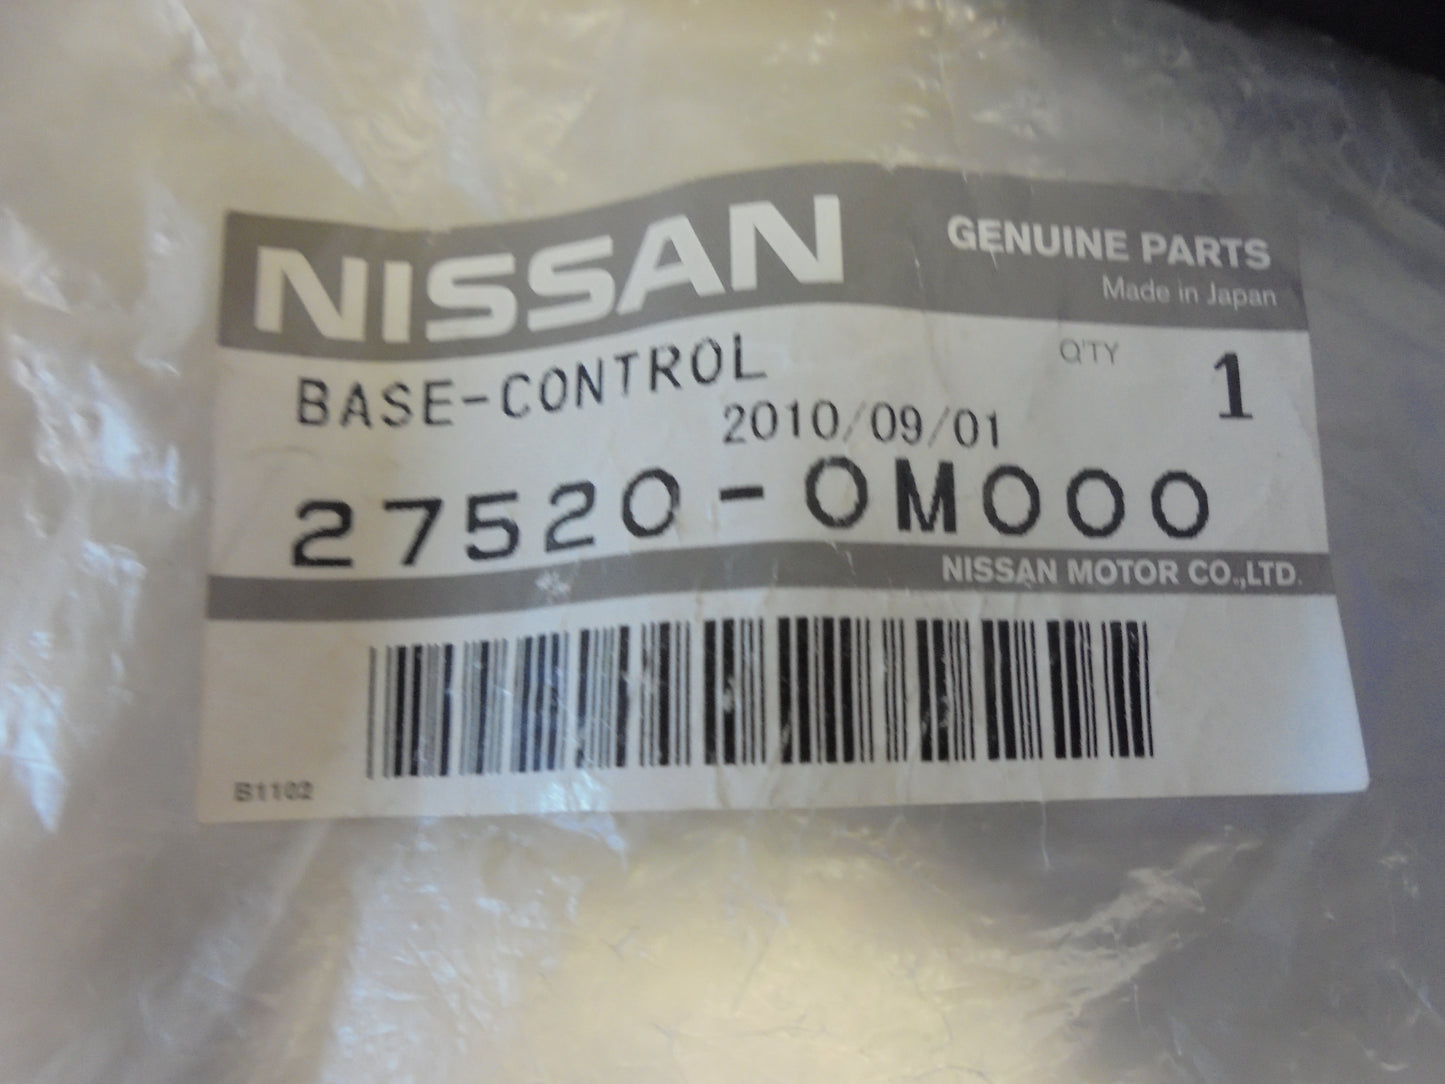 NISSAN
GENUINE PARTS
Made in Japan
BASE-CONTROL
Q'TY 1
2010/09/01
27520-0M000
NISSAN MOTOR CO.,LTD.
B1102